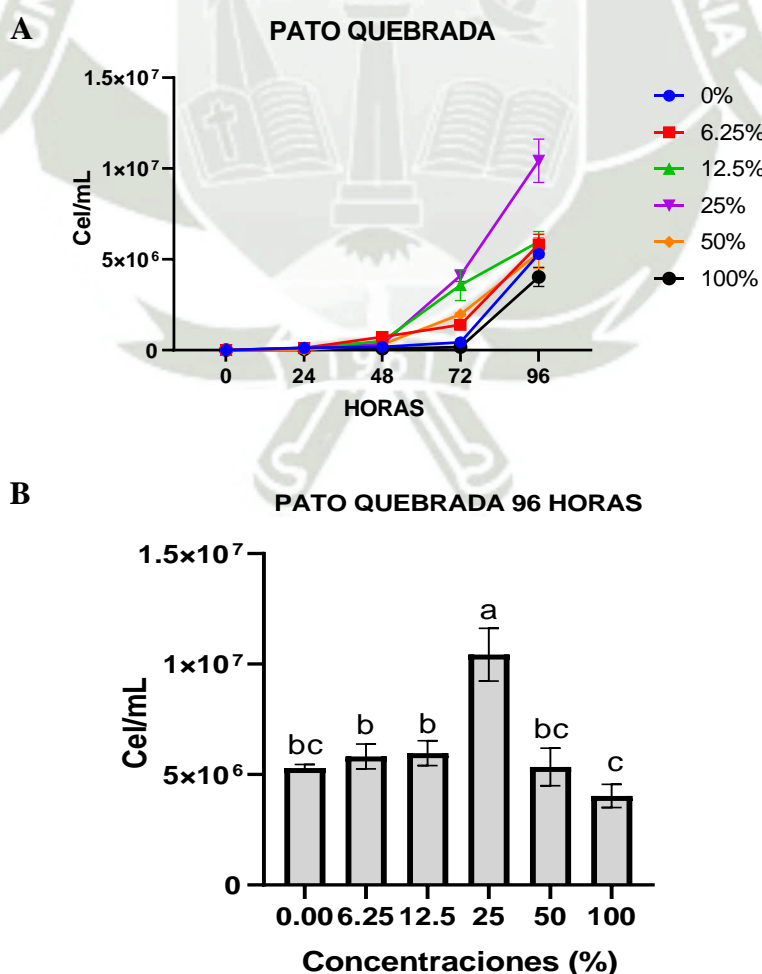 A
PATO QUEBRADA
1.5×10⁷
1×10⁷
5×10⁶
0
Cel/mL
0 24 48 72 96
HORAS
0%
6.25%
12.5%
25%
50%
100%
B
PATO QUEBRADA 96 HORAS
1.5×10⁷
1×10⁷
5×10⁶
0
Cel/mL
bc b b a bc c
0.00 6.25 12.5 25 50 100
Concentraciones (%)